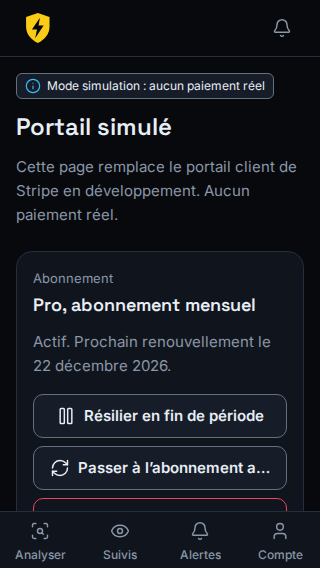 Mode simulation : aucun paiement réel
Portail simulé
Cette page remplace le portail client de
Stripe en développement. Aucun
paiement réel.
Abonnement
Pro, abonnement mensuel
Actif. Prochain renouvellement le
22 décembre 2026.
Résilier en fin de période
Passer à l’abonnement a…
Analyser
Suivis
Alertes
Compte